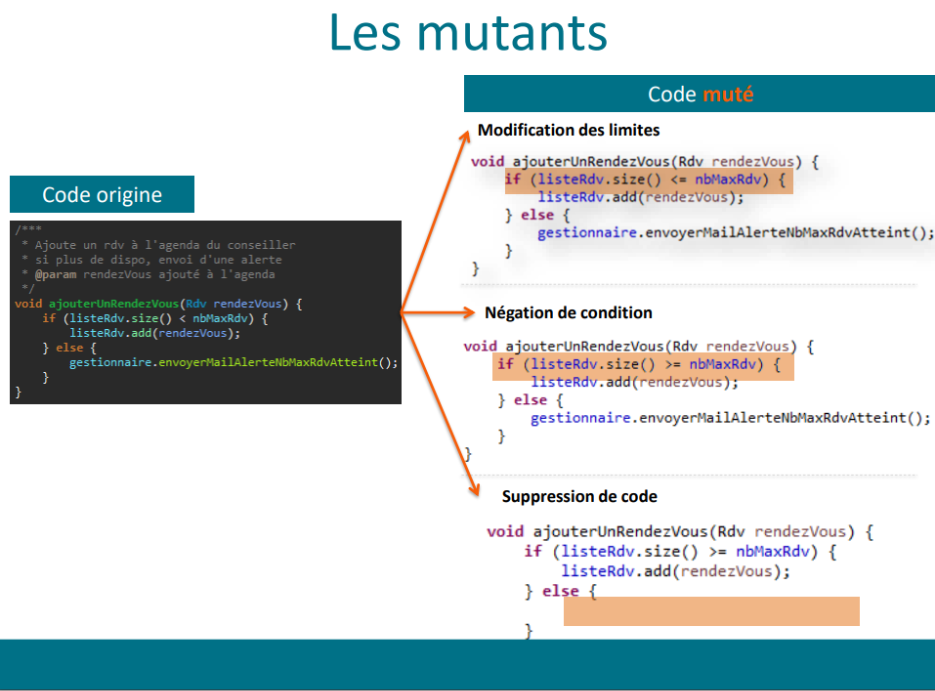 Les mutants
Code origine
/***
 * Ajoute un rdv à l'agenda du conseiller
 * si plus de dispo, envoi d'une alerte
 * @param rendezVous ajouté à l'agenda
 */
void ajouterUnRendezVous(Rdv rendezVous) {
    if (listeRdv.size() < nbMaxRdv) {
        listeRdv.add(rendezVous);
    } else {
        gestionnaire.envoyerMailAlerteNbMaxRdvAtteint();
    }
}
Code muté
Modification des limites
void ajouterUnRendezVous(Rdv rendezVous) {
    if (listeRdv.size() <= nbMaxRdv) {
        listeRdv.add(rendezVous);
    } else {
        gestionnaire.envoyerMailAlerteNbMaxRdvAtteint();
    }
}
Négation de condition
void ajouterUnRendezVous(Rdv rendezVous) {
    if (listeRdv.size() >= nbMaxRdv) {
        listeRdv.add(rendezVous);
    } else {
        gestionnaire.envoyerMailAlerteNbMaxRdvAtteint();
    }
}
Suppression de code
void ajouterUnRendezVous(Rdv rendezVous) {
    if (listeRdv.size() >= nbMaxRdv) {
        listeRdv.add(rendezVous);
    } else {
    }